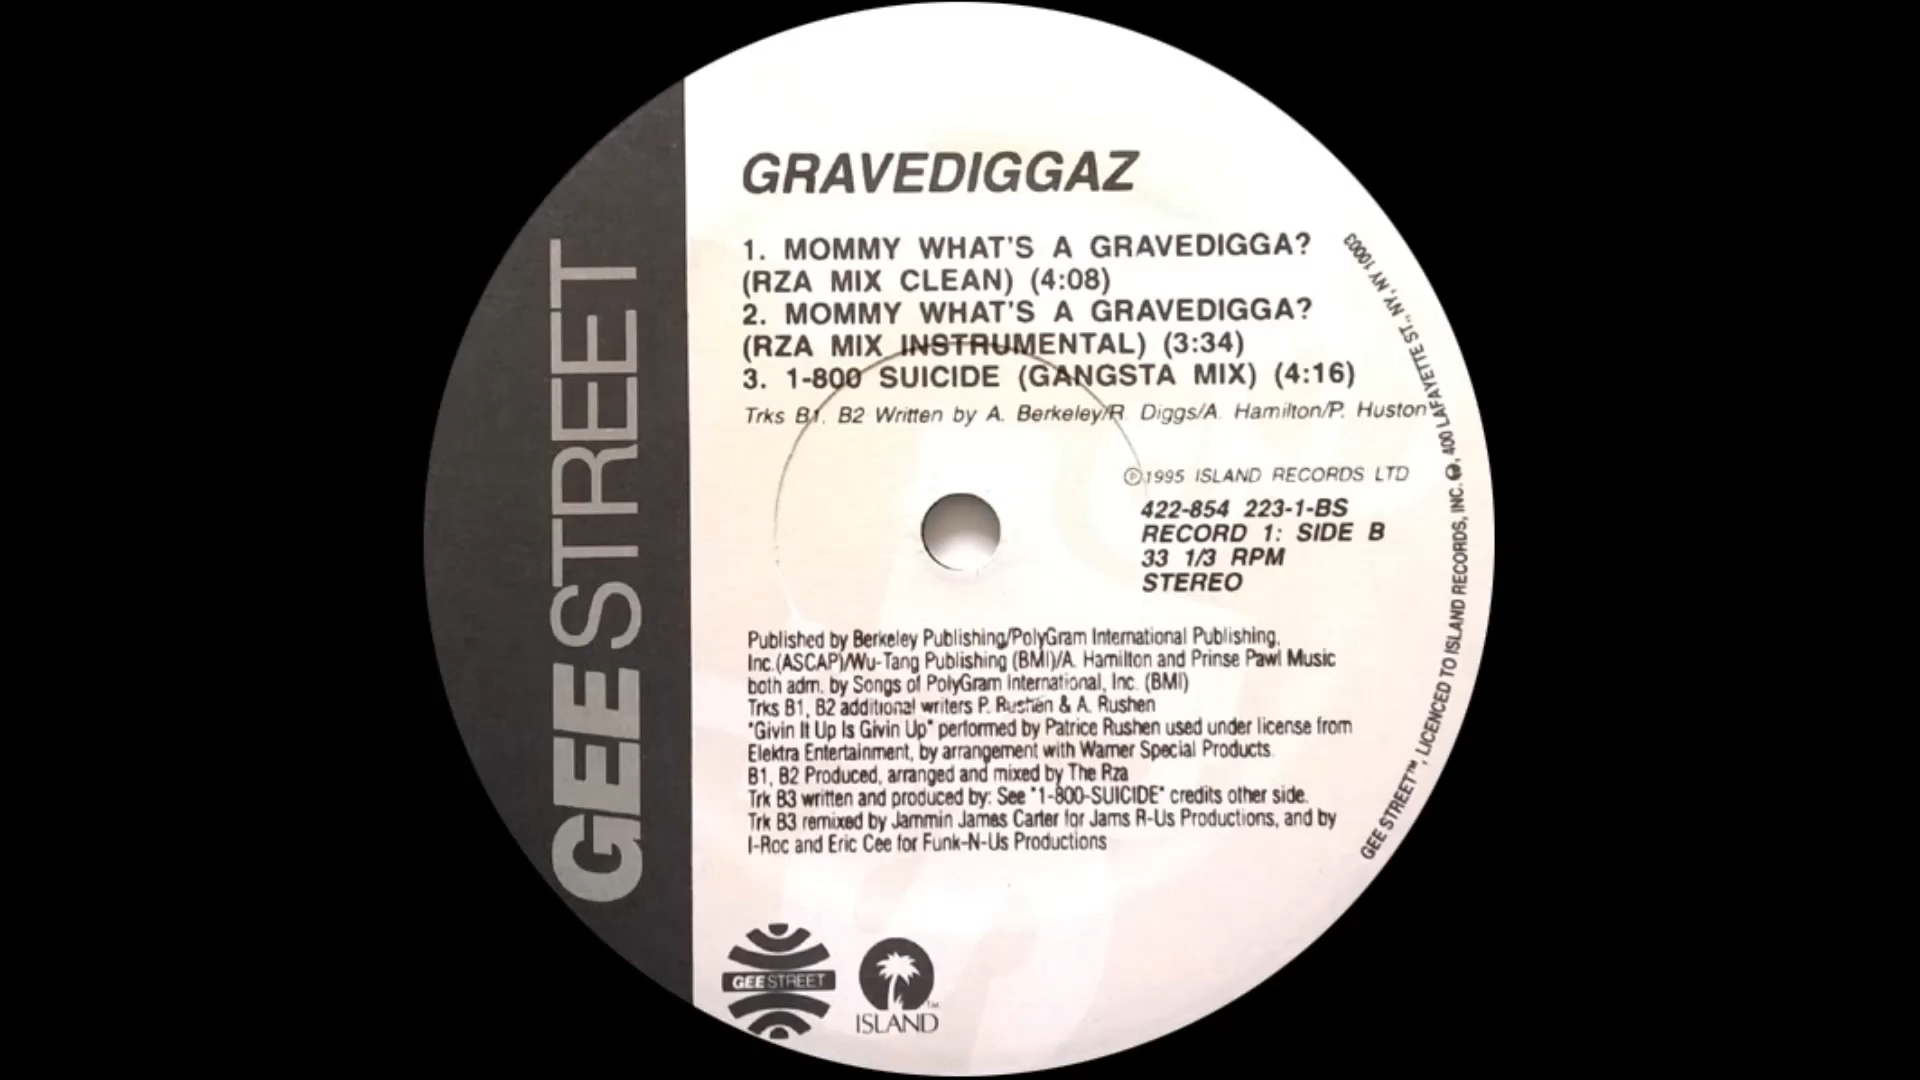 GEESTREET
GRAVEDIGGAZ
1. MOMMY WHAT'S A GRAVEDIGGA?
(RZA MIX CLEAN) (4:08)
2. MOMMY WHAT'S A GRAVEDIGGA?
(RZA MIX INSTRUMENTAL) (3:34)
3. 1-800 SUICIDE (GANGSTA MIX) (4:16)
Trks B1, B2 Written by A. Berkeley/R. Diggs/A. Hamilton/P. Huston
℗1995 ISLAND RECORDS LTD
422-854 223-1-BS
RECORD 1: SIDE B
33 1/3 RPM
STEREO
Published by Berkeley Publishing/PolyGram International Publishing,
Inc.(ASCAP)/Wu-Tang Publishing (BMI)/A. Hamilton and Prinse Pawl Music
both adm. by Songs of PolyGram International, Inc. (BMI)
Trks B1, B2 additional writers P. Rushen & A. Rushen
"Givin It Up Is Givin Up" performed by Patrice Rushen used under license from
Elektra Entertainment, by arrangement with Warner Special Products.
B1, B2 Produced, arranged and mixed by The Rza
Trk B3 written and produced by: See "1-800-SUICIDE" credits other side.
Trk B3 remixed by Jammin James Carter for Jams R-Us Productions, and by
I-Roc and Eric Cee for Funk-N-Us Productions
GEE STREET™, LICENCED TO ISLAND RECORDS, INC. , 400 LAFAYETTE ST., NY, NY 10003
GEESTREET
ISLAND™